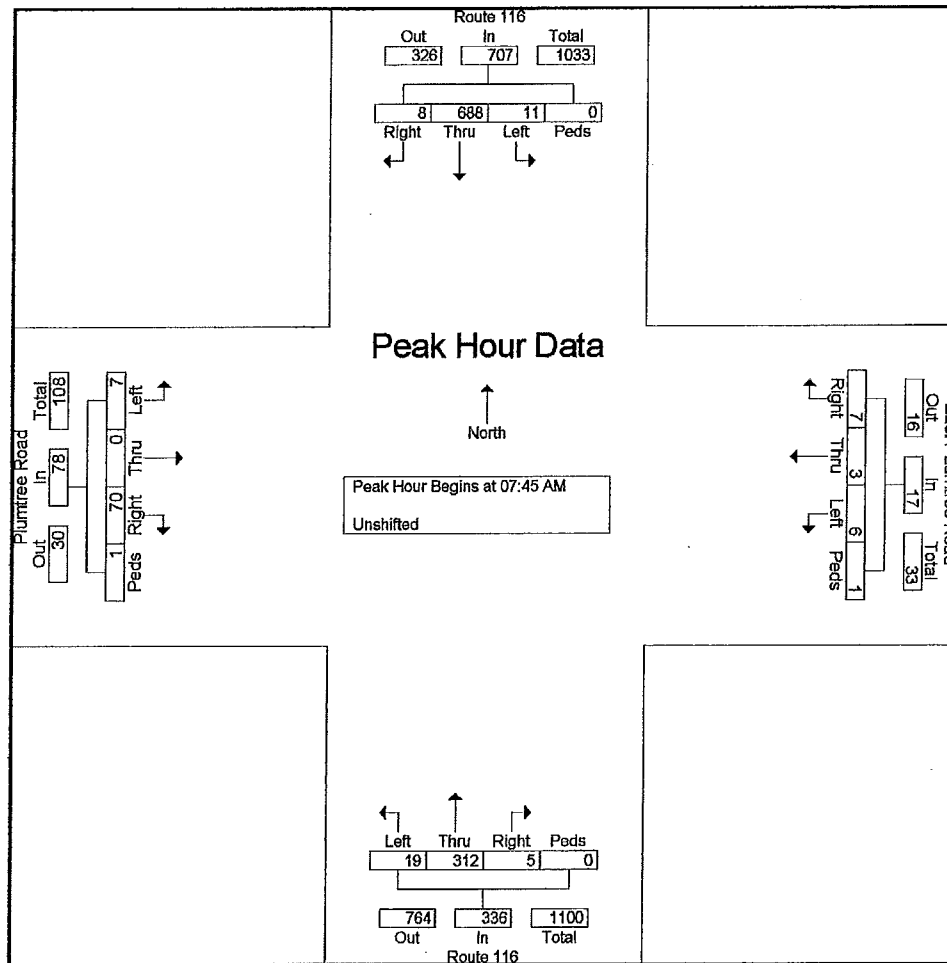 Route 116
Out In Total
326 707 1033
8 688 11 0
Right Thru Left Peds
Peak Hour Data
North
Peak Hour Begins at 07:45 AM
Unshifted
Plumtree Road
Out In Total
30 78 108
7 0 70 1
Left Thru Right Peds
Out In Total
16 17 33
7 3 6 1
Right Thru Left Peds
Left Thru Right Peds
19 312 5 0
764 336 1100
Out In Total
Route 116